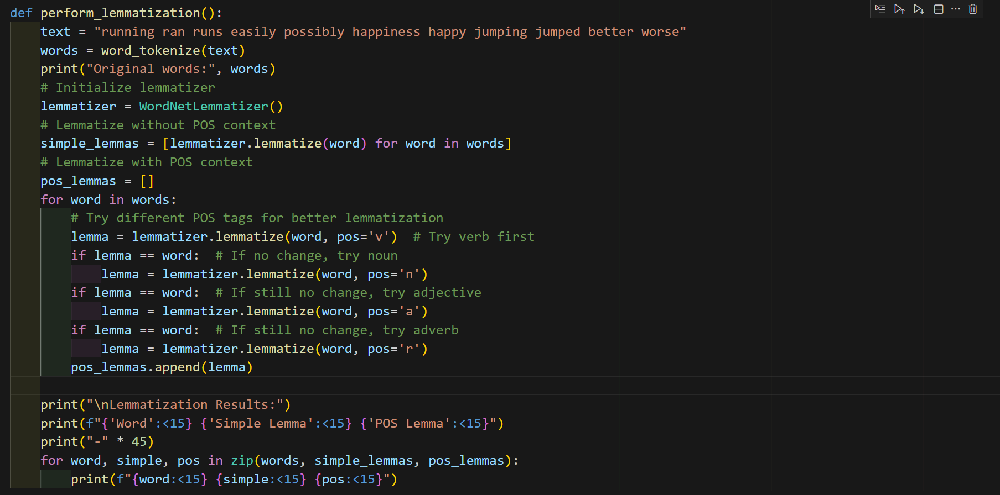 def perform_lemmatization():
    text = "running ran runs easily possibly happiness happy jumping jumped better worse"
    words = word_tokenize(text)
    print("Original words:", words)
    # Initialize lemmatizer
    lemmatizer = WordNetLemmatizer()
    # Lemmatize without POS context
    simple_lemmas = [lemmatizer.lemmatize(word) for word in words]
    # Lemmatize with POS context
    pos_lemmas = []
    for word in words:
        # Try different POS tags for better lemmatization
        lemma = lemmatizer.lemmatize(word, pos='v')  # Try verb first
        if lemma == word:  # If no change, try noun
            lemma = lemmatizer.lemmatize(word, pos='n')
        if lemma == word:  # If still no change, try adjective
            lemma = lemmatizer.lemmatize(word, pos='a')
        if lemma == word:  # If still no change, try adverb
            lemma = lemmatizer.lemmatize(word, pos='r')
        pos_lemmas.append(lemma)

    print("\nLemmatization Results:")
    print(f"{'Word':<15} {'Simple Lemma':<15} {'POS Lemma':<15}")
    print("-" * 45)
    for word, simple, pos in zip(words, simple_lemmas, pos_lemmas):
        print(f"{word:<15} {simple:<15} {pos:<15}")